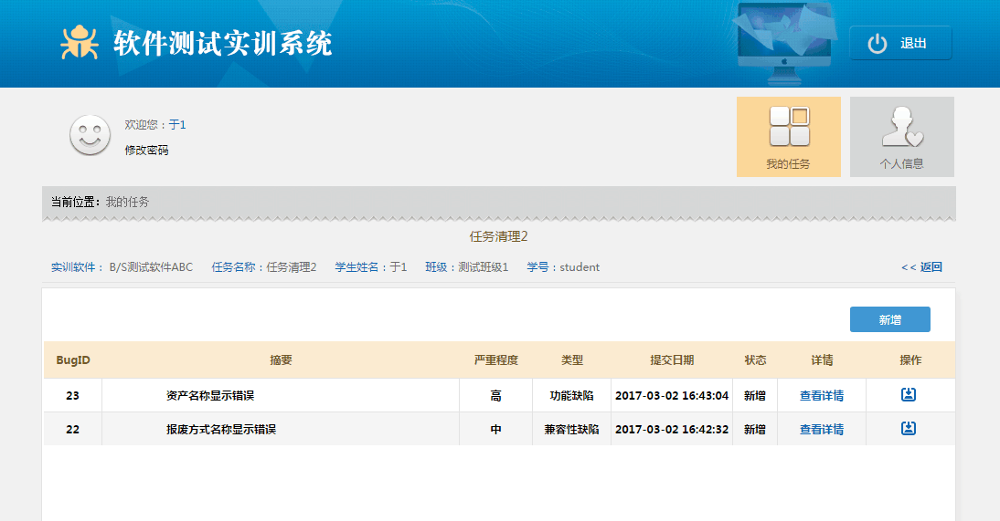 软件测试实训系统
退出
欢迎您：于1
修改密码
我的任务
个人信息
当前位置： 我的任务
任务清理2
实训软件： B/S测试软件ABC 任务名称：任务清理2 学生姓名：于1 班级：测试班级1 学号：student << 返回
新增
BugID 摘要 严重程度 类型 提交日期 状态 详情 操作
23 资产名称显示错误 高 功能缺陷 2017-03-02 16:43:04 新增 查看详情
22 报废方式名称显示错误 中 兼容性缺陷 2017-03-02 16:42:32 新增 查看详情